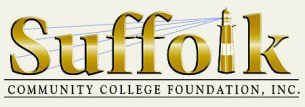 Suffolk
COMMUNITY COLLEGE FOUNDATION, INC.